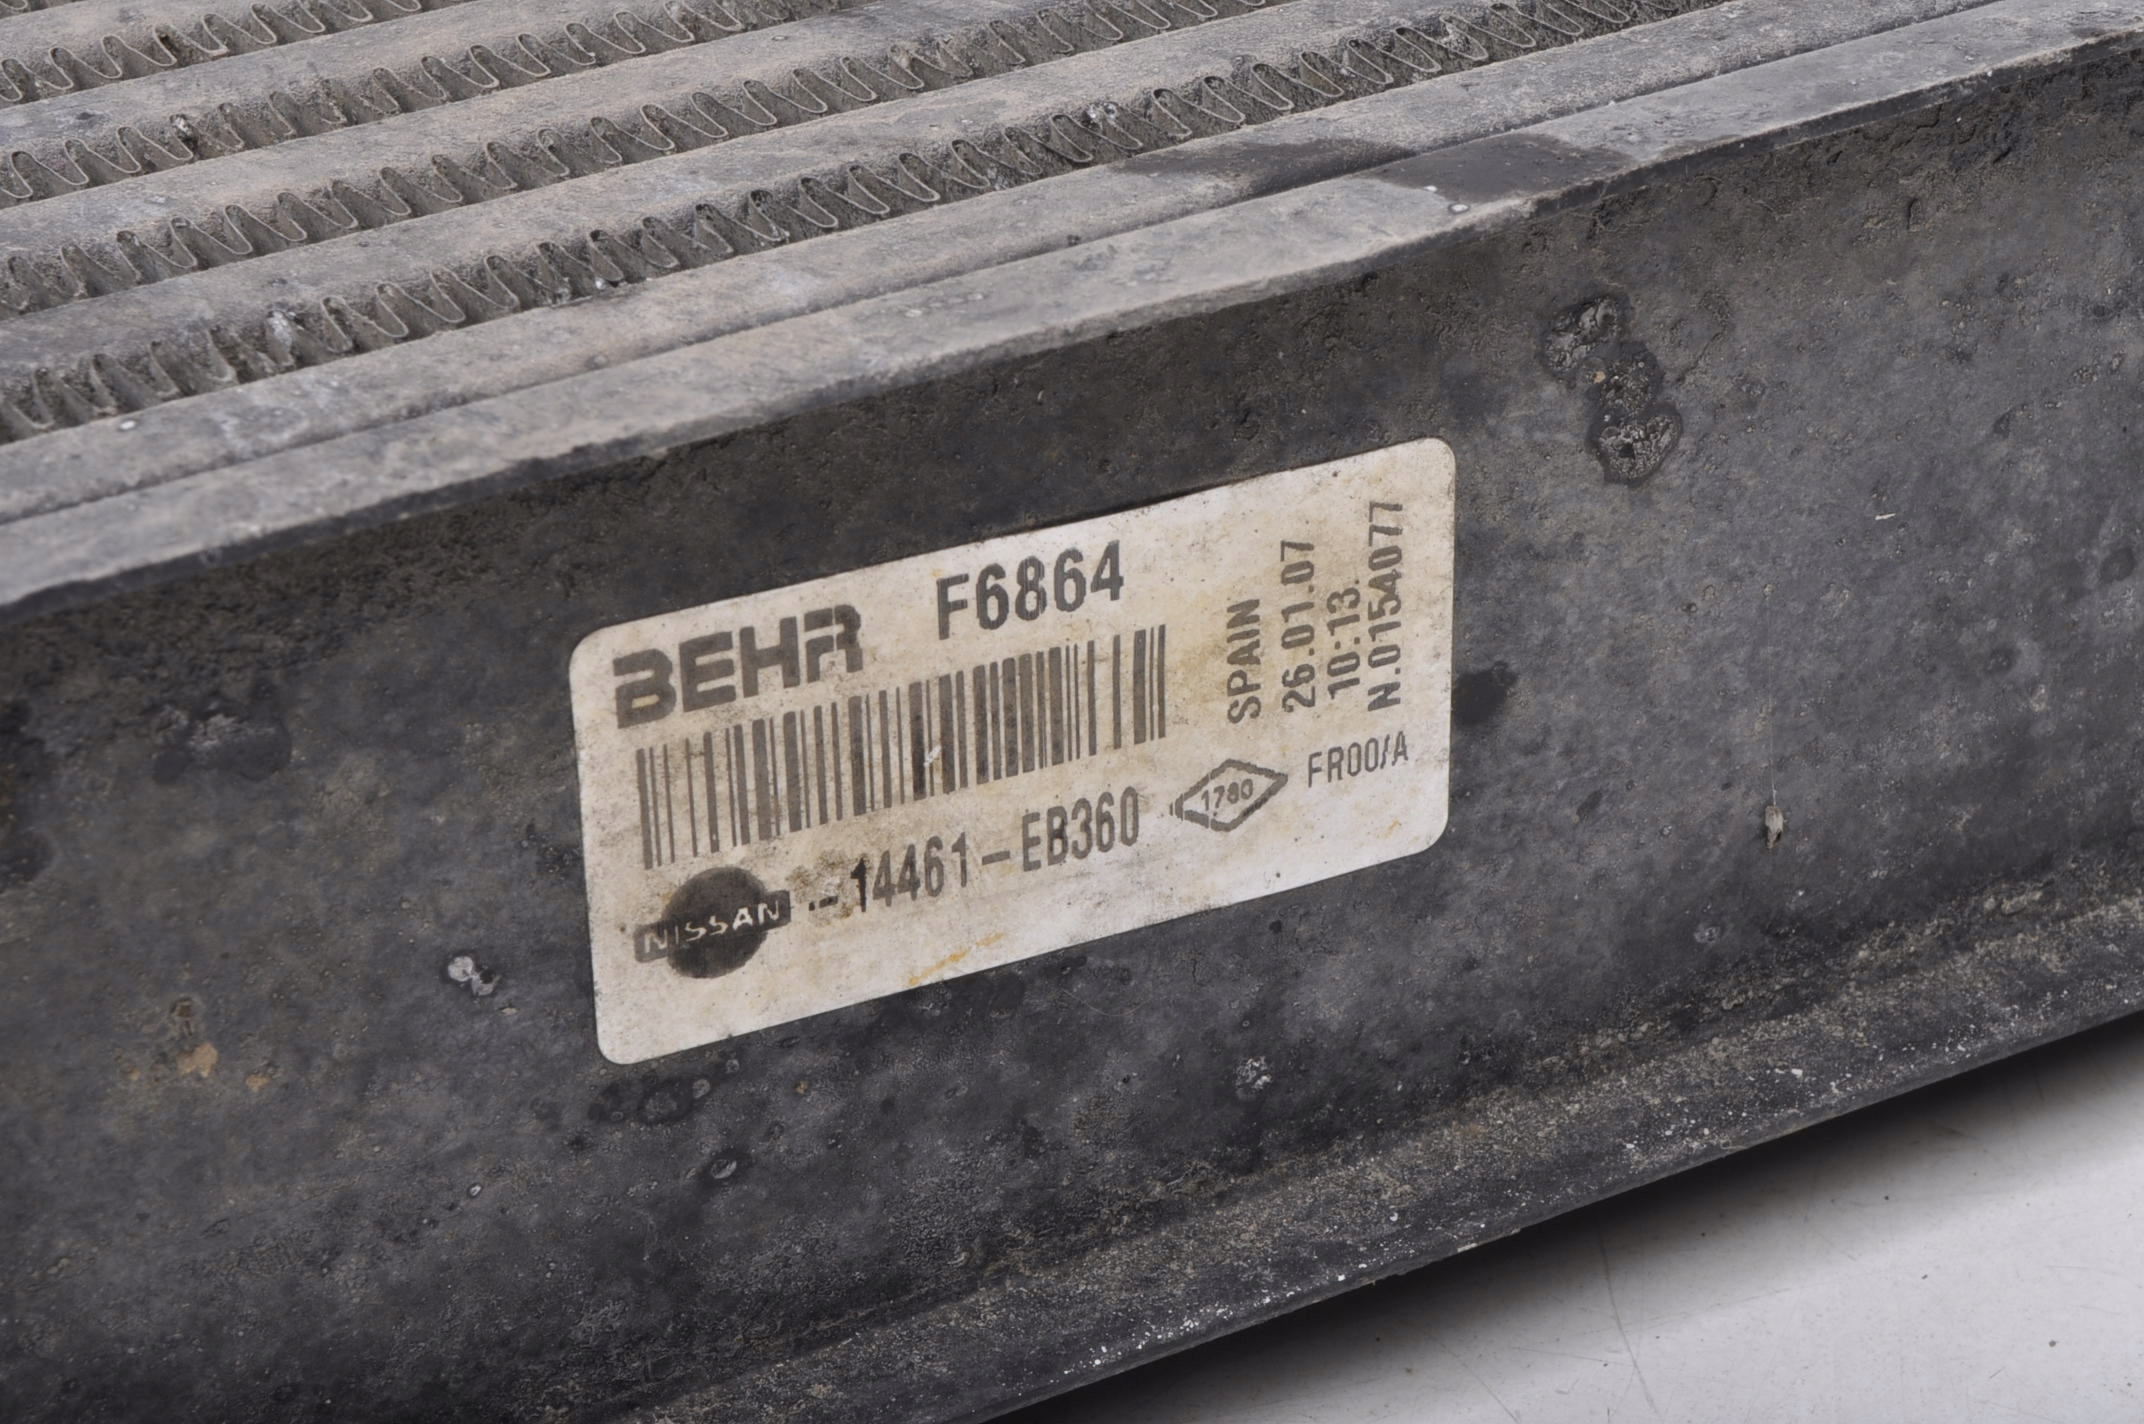 BEHR F6864
SPAIN
26.01.07
10:13.
N.0154077
NISSAN 14461-EB360
1780
FR00/A